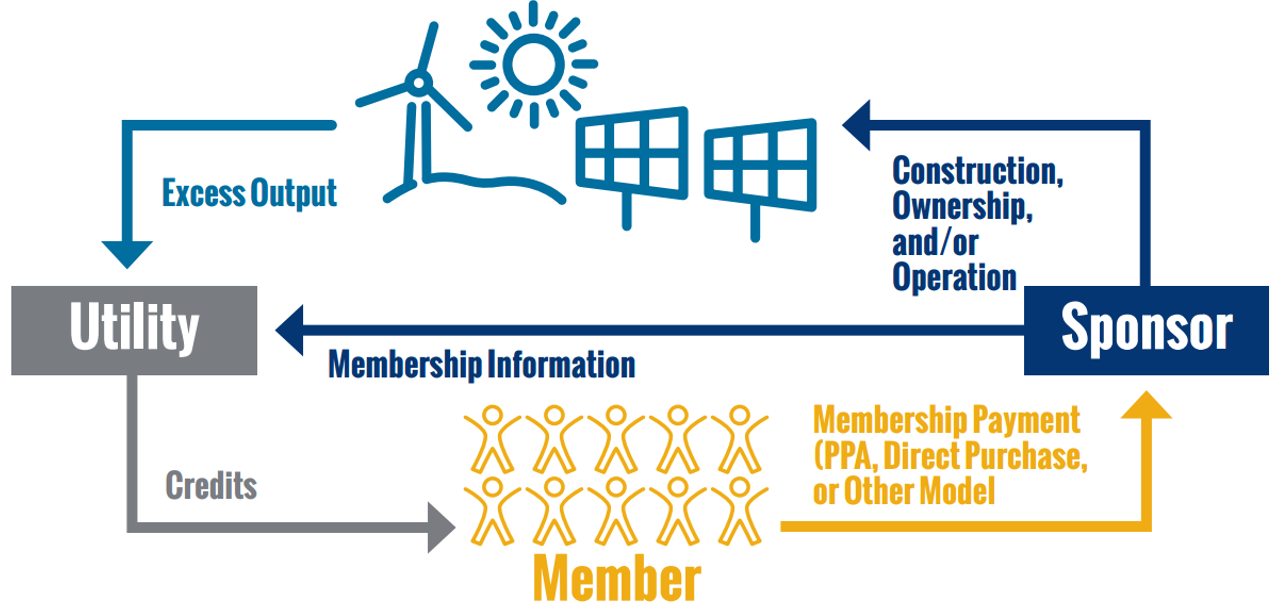 Excess Output
Construction,
Ownership,
and/or
Operation
Utility
Sponsor
Membership Information
Membership Payment
(PPA, Direct Purchase,
or Other Model
Credits
Member